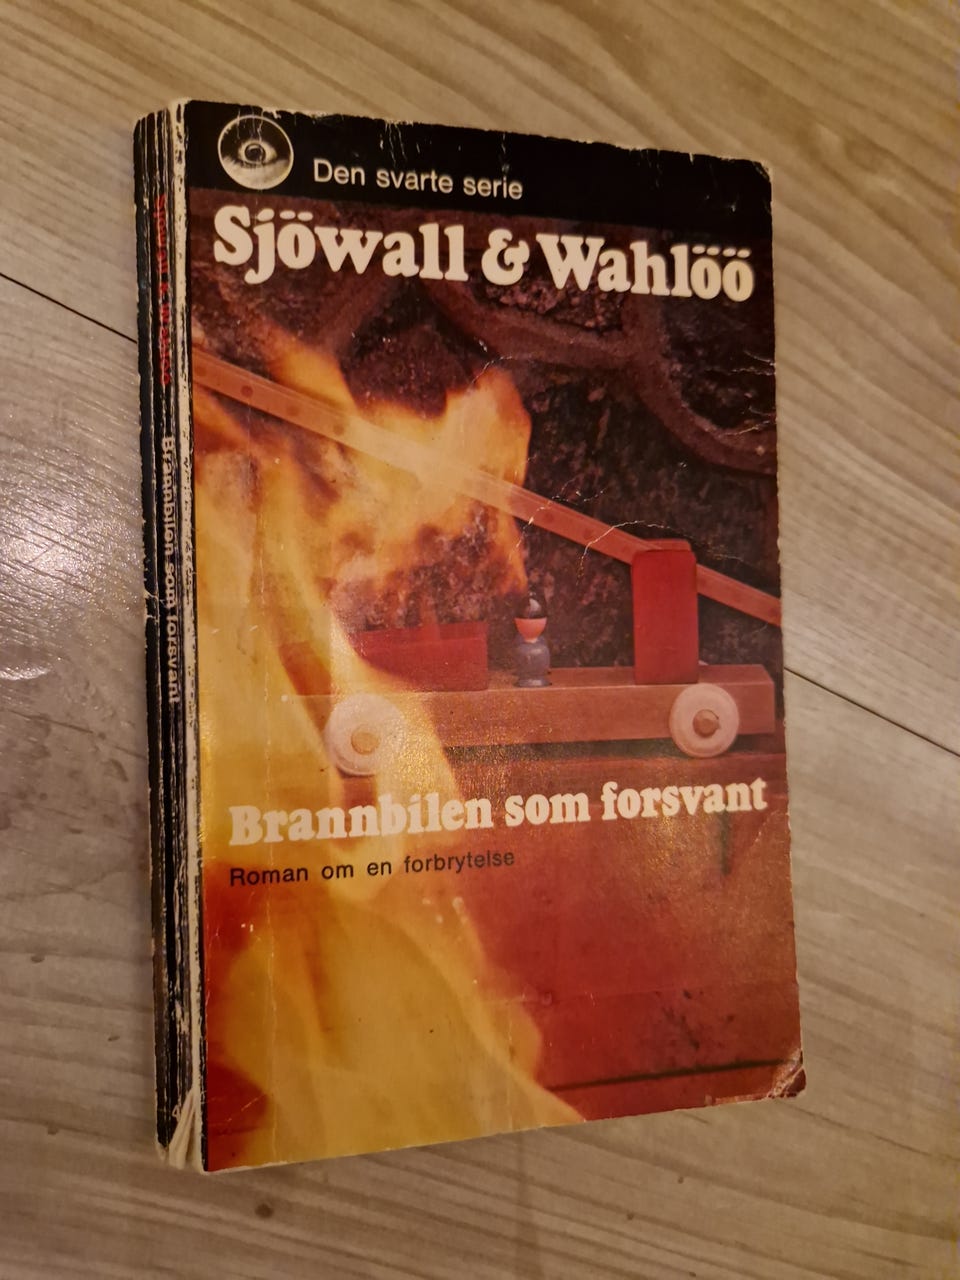 Den svarte serie
Sjöwall & Wahlöö
Brannbilen som forsvant
Roman om en forbrytelse
Sjöwall & Wahlöö
Brannbilen som forsvant